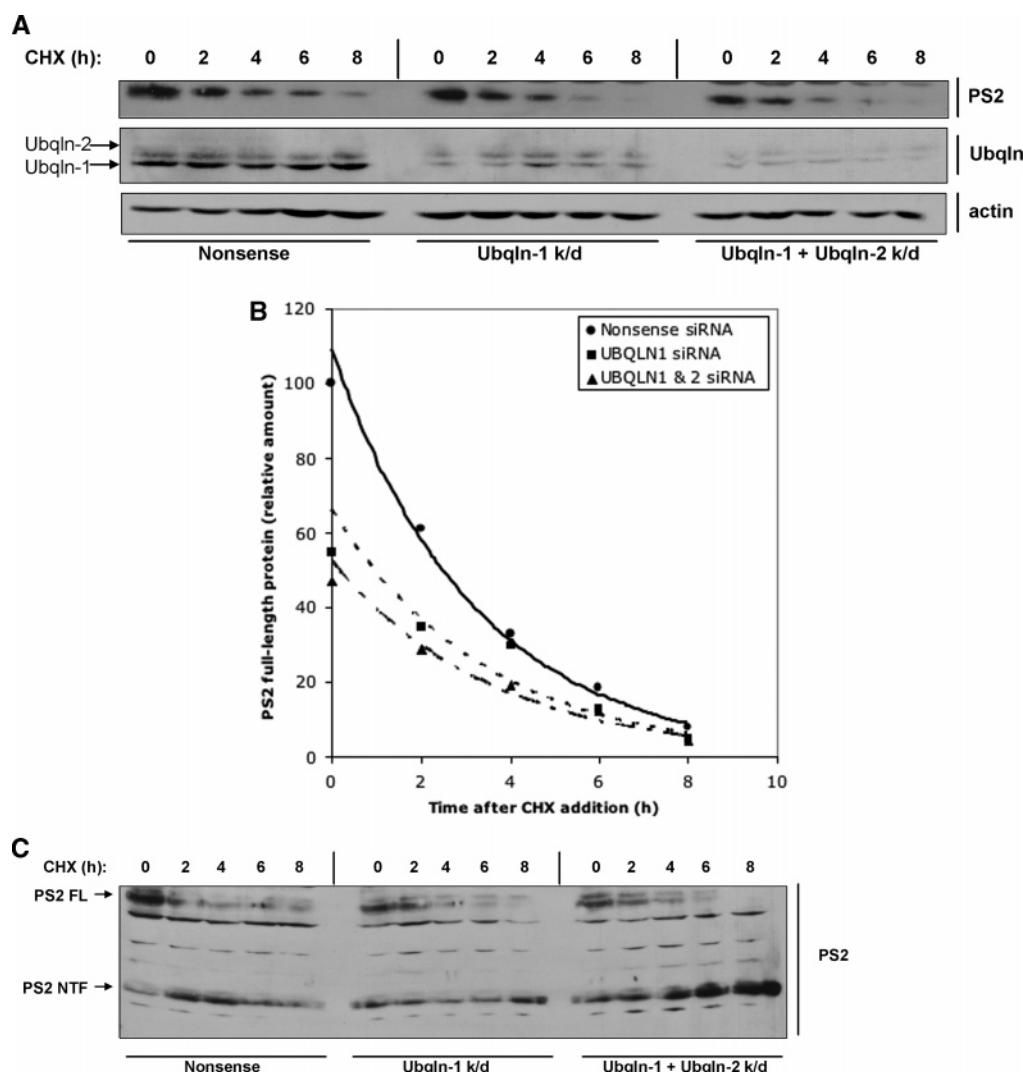 A
CHX (h): 0 2 4 6 8 0 2 4 6 8 0 2 4 6 8
PS2
Ubqln-2
Ubqln-1
Ubqln
actin
Nonsense Ubqln-1 k/d Ubqln-1 + Ubqln-2 k/d
B
120
100
80
60
40
20
0
PS2 full-length protein (relative amount)
Nonsense siRNA
UBQLN1 siRNA
UBQLN1 & 2 siRNA
0 2 4 6 8 10
Time after CHX addition (h)
C
CHX (h): 0 2 4 6 8 0 2 4 6 8 0 2 4 6 8
PS2 FL
PS2 NTF
PS2
Nonsense Ubqln-1 k/d Ubqln-1 + Ubqln-2 k/d